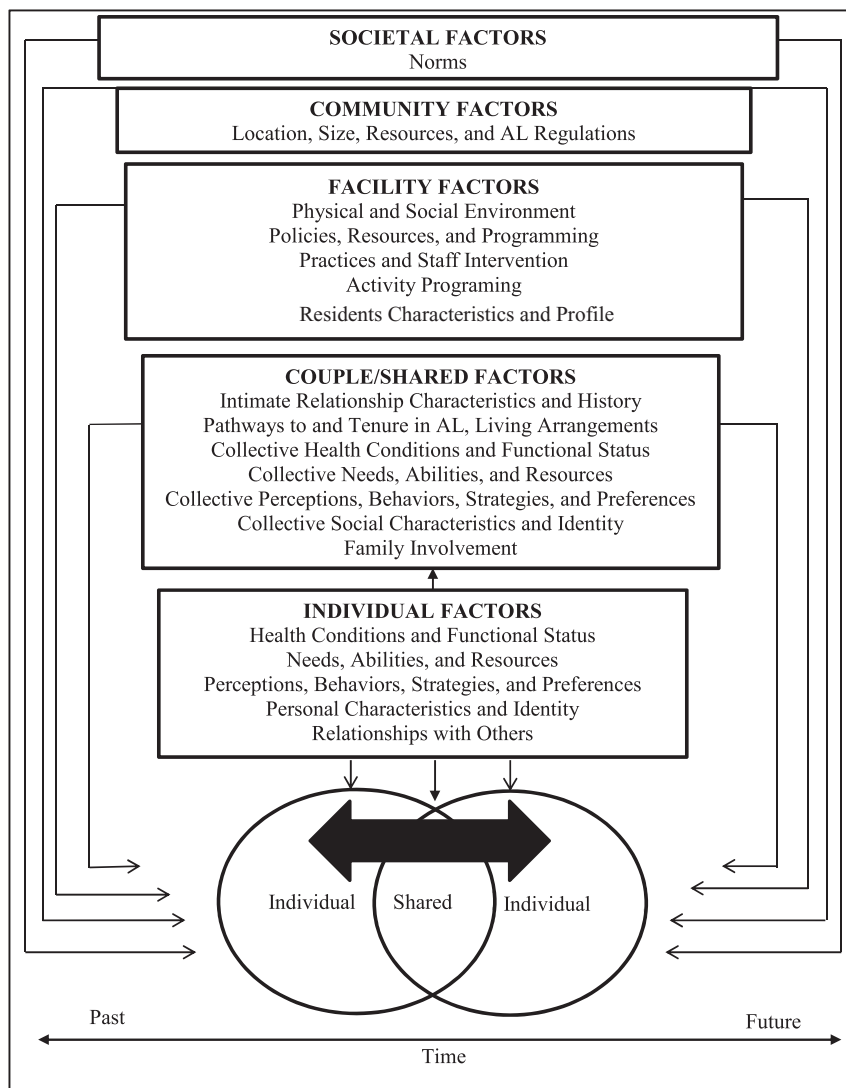 SOCIETAL FACTORS
Norms
COMMUNITY FACTORS
Location, Size, Resources, and AL Regulations
FACILITY FACTORS
Physical and Social Environment
Policies, Resources, and Programming
Practices and Staff Intervention
Activity Programing
Residents Characteristics and Profile
COUPLE/SHARED FACTORS
Intimate Relationship Characteristics and History
Pathways to and Tenure in AL, Living Arrangements
Collective Health Conditions and Functional Status
Collective Needs, Abilities, and Resources
Collective Perceptions, Behaviors, Strategies, and Preferences
Collective Social Characteristics and Identity
Family Involvement
INDIVIDUAL FACTORS
Health Conditions and Functional Status
Needs, Abilities, and Resources
Perceptions, Behaviors, Strategies, and Preferences
Personal Characteristics and Identity
Relationships with Others
Individual Shared Individual
Past Future
Time